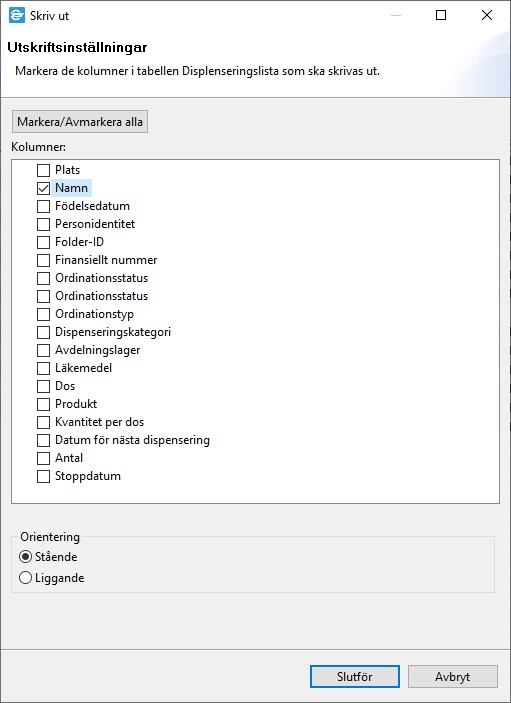 Skriv ut
Utskriftsinställningar
Markera de kolumner i tabellen Displenseringslista som ska skrivas ut.
Markera/Avmarkera alla
Kolumner:
Plats
Namn
Födelsedatum
Personidentitet
Folder-ID
Finansiellt nummer
Ordinationsstatus
Ordinationsstatus
Ordinationstyp
Dispenseringskategori
Avdelningslager
Läkemedel
Dos
Produkt
Kvantitet per dos
Datum för nästa dispensering
Antal
Stoppdatum
Orientering
Stående
Liggande
Slutför
Avbryt